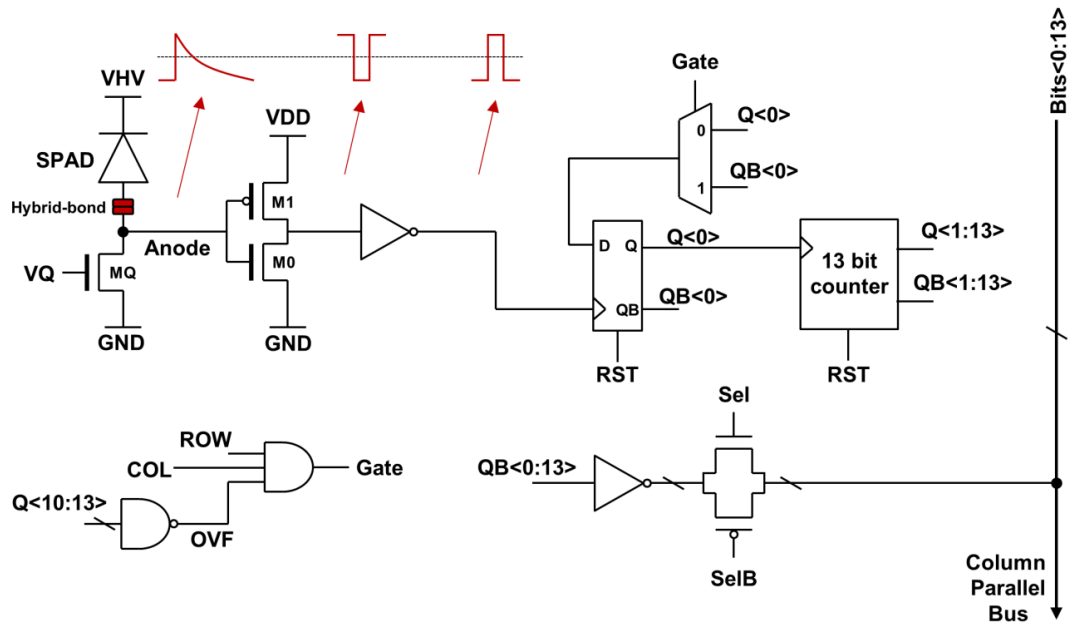 VHV
SPAD
Hybrid-bond
Anode
VQ
MQ
GND
VDD
M1
M0
GND
Gate
0
Q<0>
1
QB<0>
D
Q
QB
Q<0>
QB<0>
RST
13 bit
counter
Q<1:13>
QB<1:13>
RST
Bits<0:13>
ROW
COL
Q<10:13>
OVF
Gate
QB<0:13>
Sel
SelB
Column
Parallel
Bus